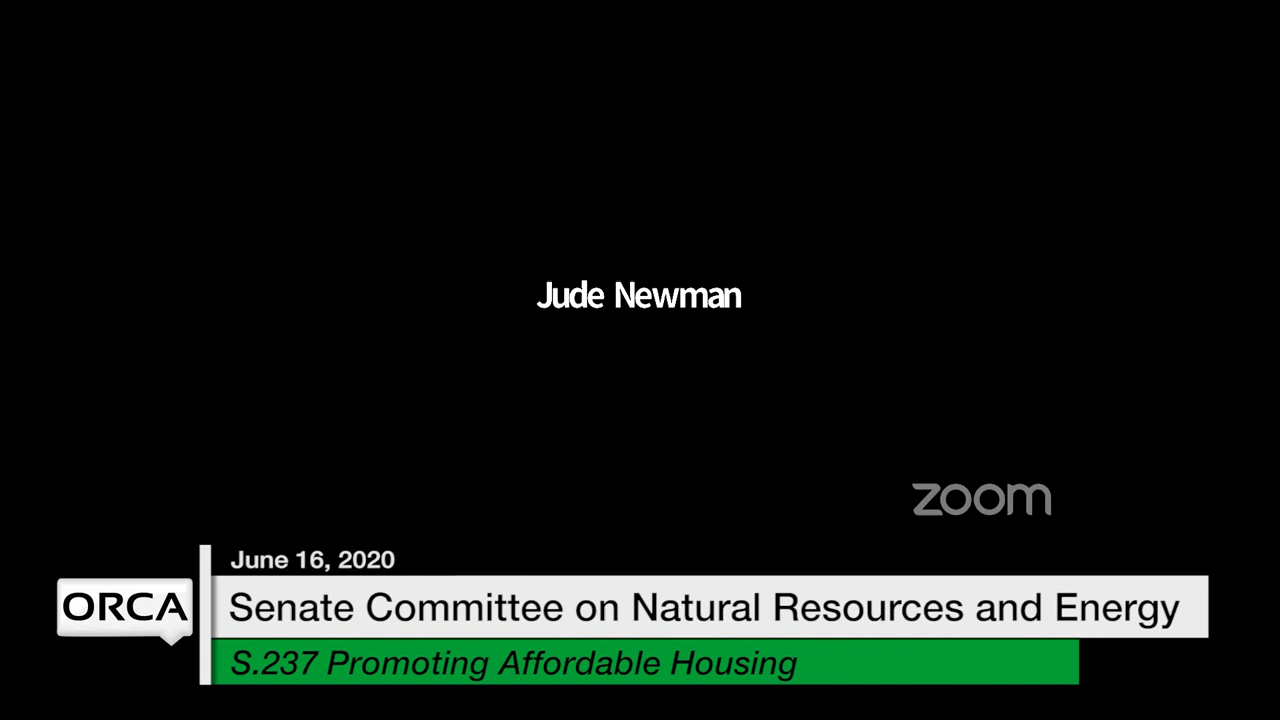 Jude Newman
zoom
June 16, 2020
ORCA
Senate Committee on Natural Resources and Energy
S.237 Promoting Affordable Housing